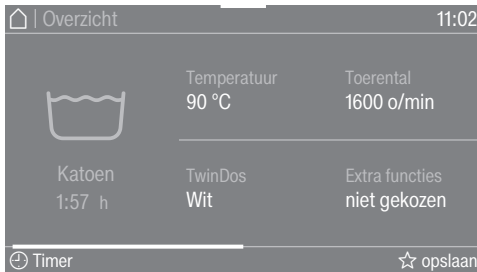 Overzicht 11:02
Temperatuur Toerental
90 °C 1600 o/min
Katoen
1:57 h
TwinDos Extra functies
Wit niet gekozen
Timer opslaan